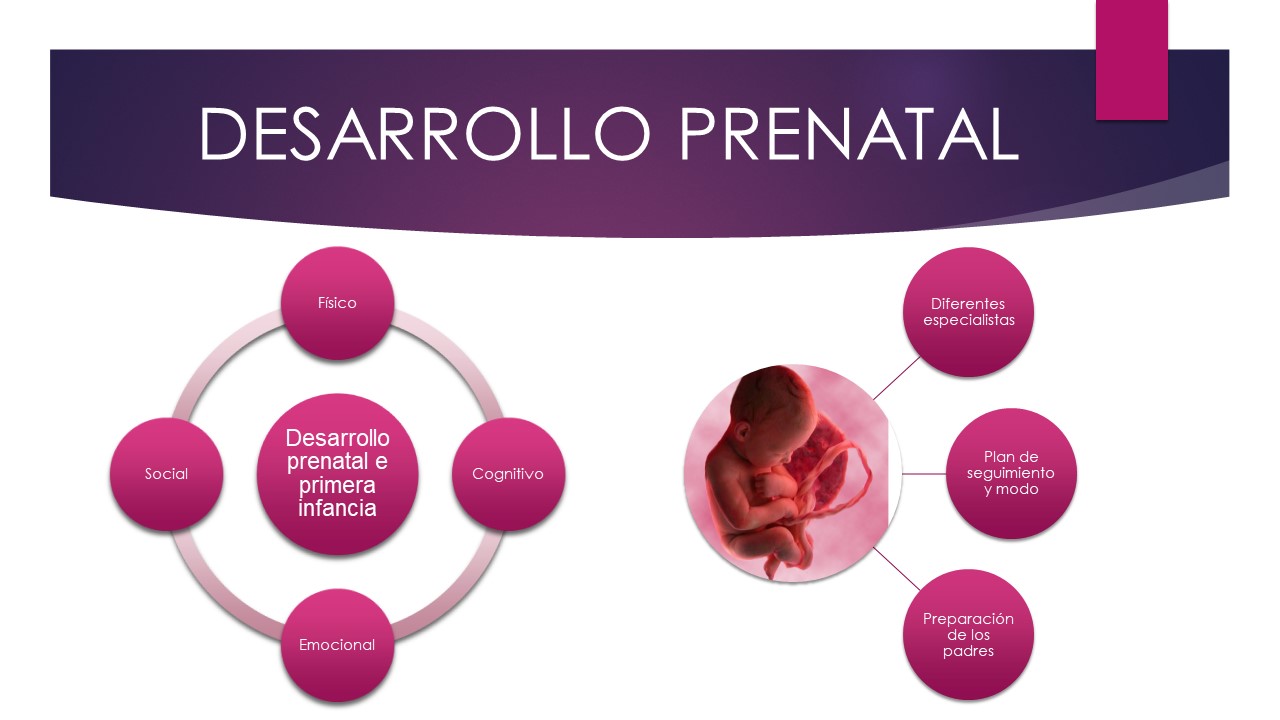 DESARROLLO PRENATAL
Físico
Cognitivo
Emocional
Social
Desarrollo
prenatal e
primera
infancia
Diferentes
especialistas
Plan de
seguimiento
y modo
Preparación
de los
padres